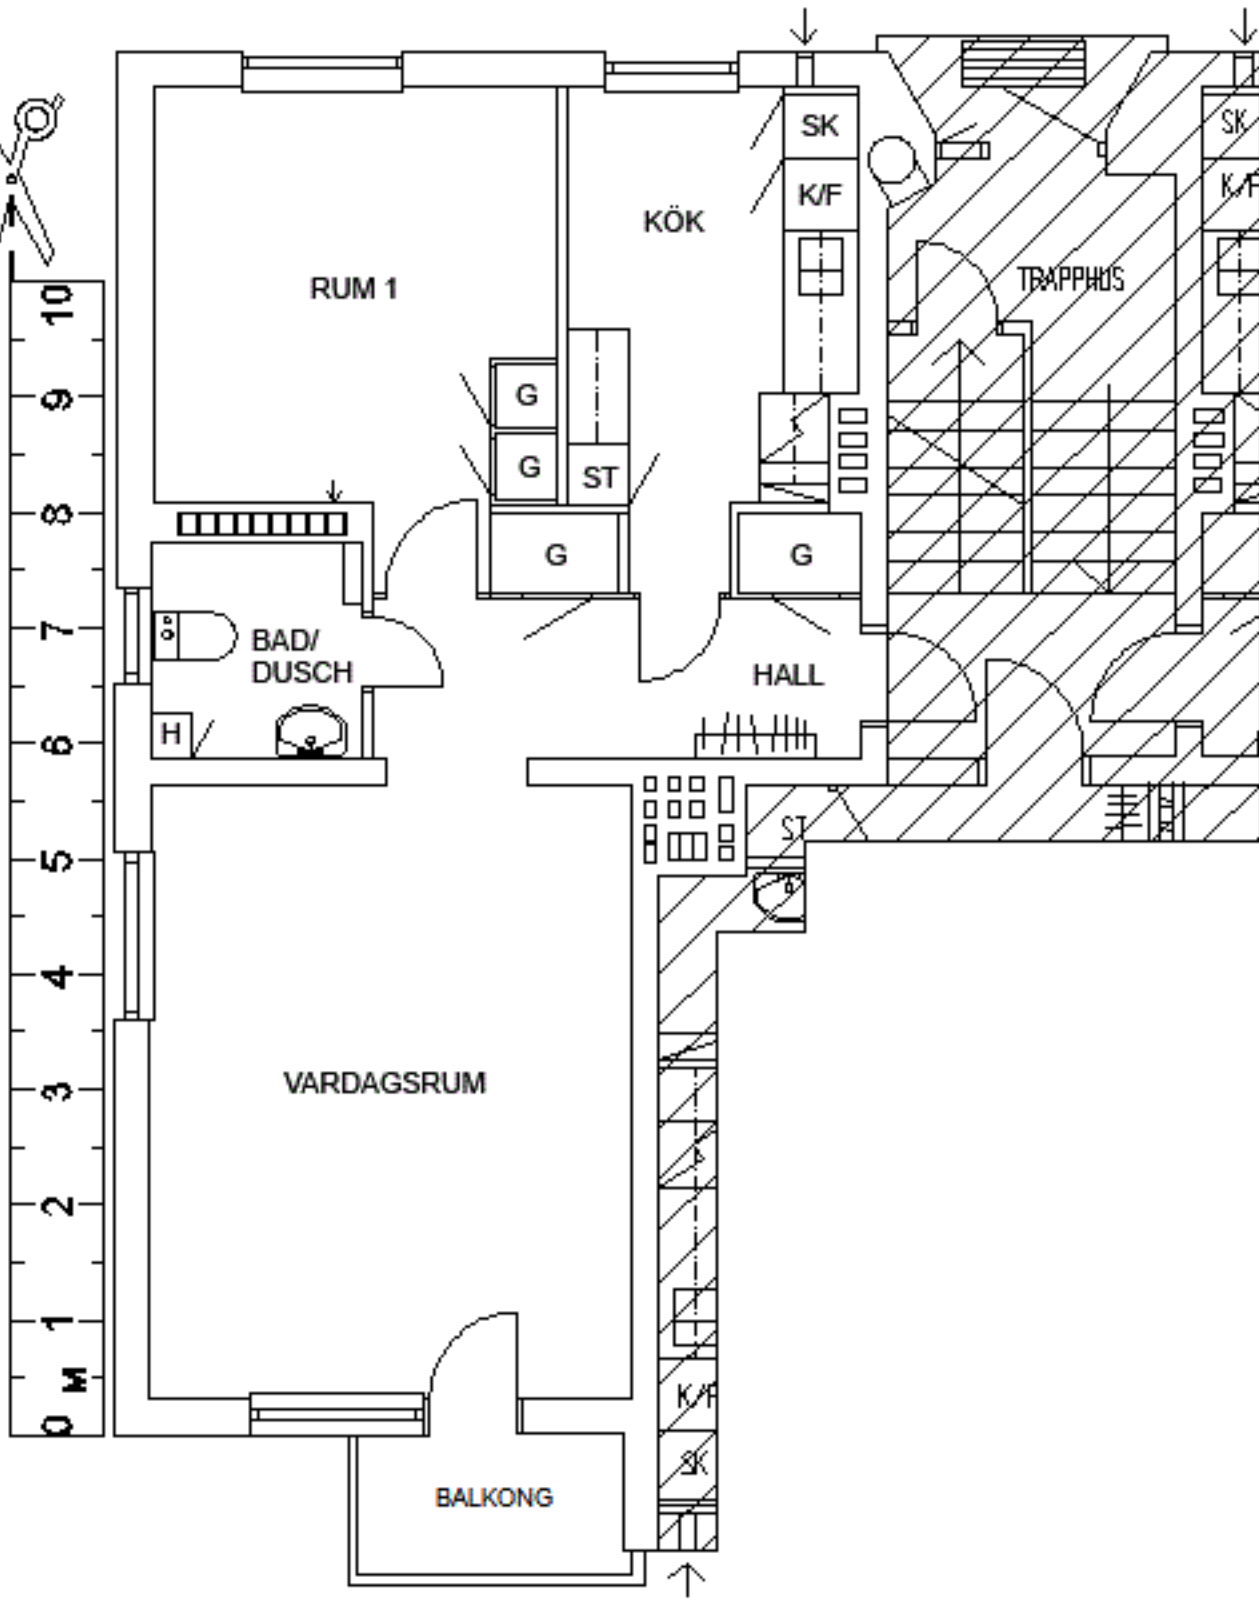 SK
SK
K/F
K/F
KÖK
TRAPPHUS
RUM 1
10
9
G
G
ST
8
G
G
7
BAD/
DUSCH
HALL
H
6
ST
5
4
VARDAGSRUM
3
2
1
M
K/F
0
SK
BALKONG